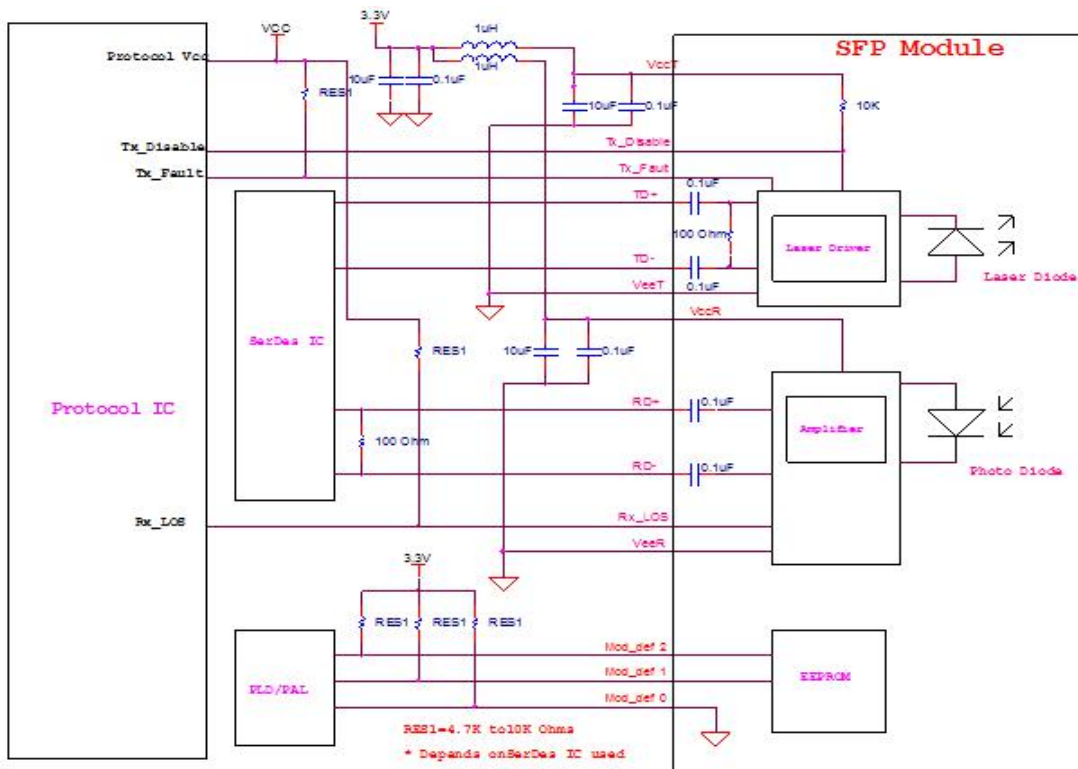 3.3V
1uH
VCC
SFP Module
Protocol Vcc
1uH
VccT
10uF
0.1uF
RES1
10uF
0.1uF
10K
Tx_Disable
Tx_Disable
Tx_Fault
Tx_Fault
0.1uF
TD+
100 Ohm
Laser Driver
TD-
0.1uF
Laser Diode
VeeT
VccR
SerDes IC
RES1
10uF
0.1uF
Protocol IC
RD+
0.1uF
Amplifier
100 Ohm
RD-
0.1uF
Photo Diode
Rx_LOS
Rx_LOS
VeeR
3.3V
RES1
RES1
RES1
Mod_def 2
PLD/PAL
Mod_def 1
EEPROM
Mod_def 0
RES1=4.7K to10K Ohms
* Depends onSerDes IC used